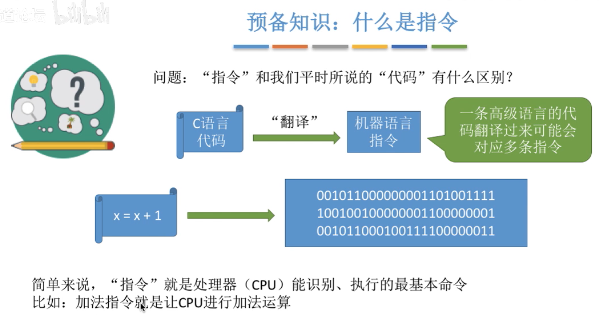 bilibili
预备知识：什么是指令
问题：“指令”和我们平时所说的“代码”有什么区别？
?
C语言
代码
“翻译”
机器语言
指令
一条高级语言的代
码翻译过来可能会
对应多条指令
x = x + 1
001011000000001101001111
100100100000001100000001
001011000100111100000011
简单来说，“指令”就是处理器（CPU）能识别、执行的最基本命令
比如：加法指令就是让CPU进行加法运算